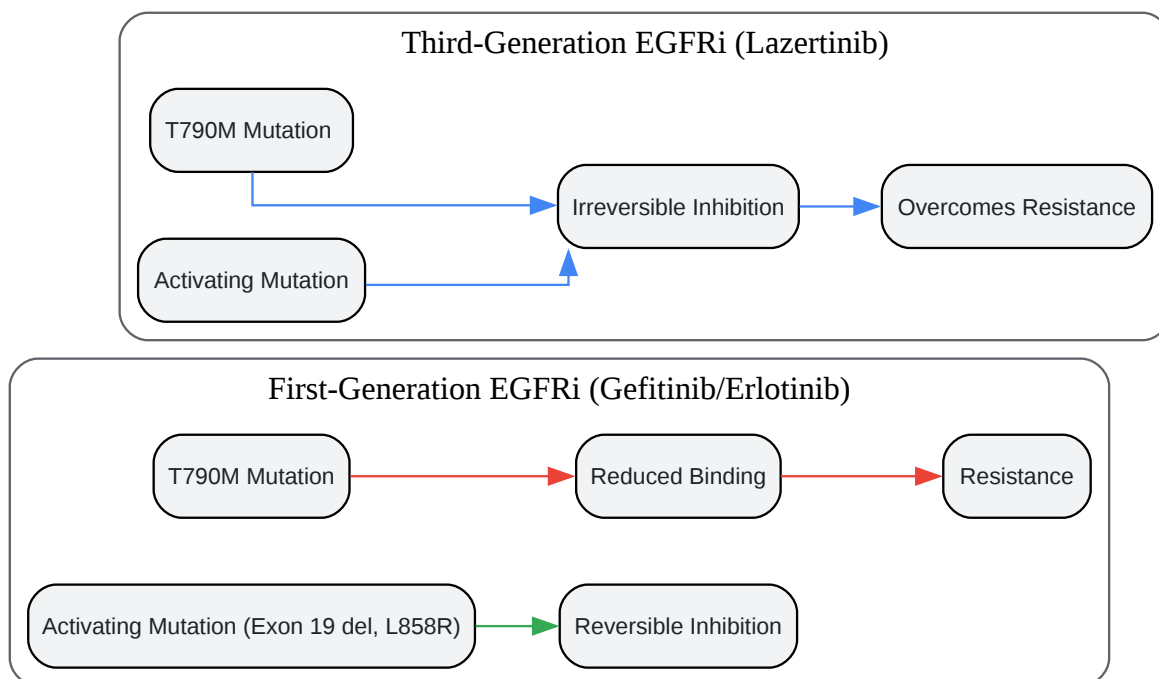 Third-Generation EGFRi (Lazertinib)
T790M Mutation
Irreversible Inhibition
Overcomes Resistance
Activating Mutation
First-Generation EGFRi (Gefitinib/Erlotinib)
T790M Mutation
Reduced Binding
Resistance
Activating Mutation (Exon 19 del, L858R)
Reversible Inhibition